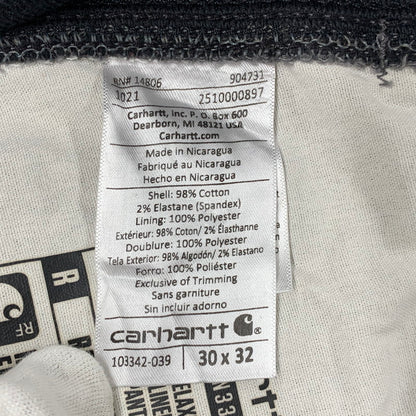 RN# 14806 904731
1021 2510000897
Carhartt, Inc. P. O. Box 600
Dearborn, MI 48121 USA
Carhartt.com
Made in Nicaragua
Fabriqué au Nicaragua
Hecho en Nicaragua
Shell: 98% Cotton
2% Elastane (Spandex)
Lining: 100% Polyester
Extérieur: 98% Coton/ 2% Élasthanne
Doublure: 100% Polyester
Tela Exterior: 98% Algodón/ 2% Elastano
Forro: 100% Poliéster
Exclusive of Trimming
Sans garniture
Sin incluir adorno
carhartt
103342-039 30 x 32
R
RF